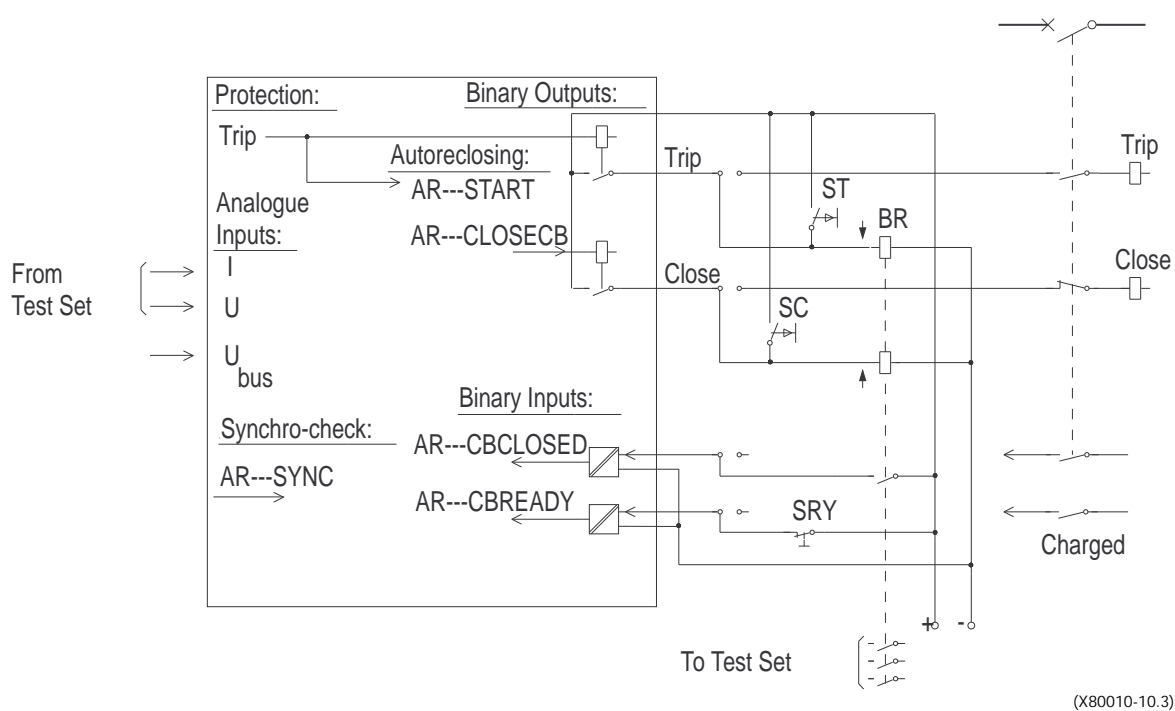 Protection:
Binary Outputs:
Trip
Trip
Trip
Autoreclosing:
AR---START
ST
Analogue
Inputs:
BR
AR---CLOSECB
From
Test Set
I
Close
Close
U
SC
U
bus
Binary Inputs:
Synchro-check:
AR---CBCLOSED
AR---SYNC
AR---CBREADY
SRY
Charged
+
-
To Test Set
(X80010-10.3)